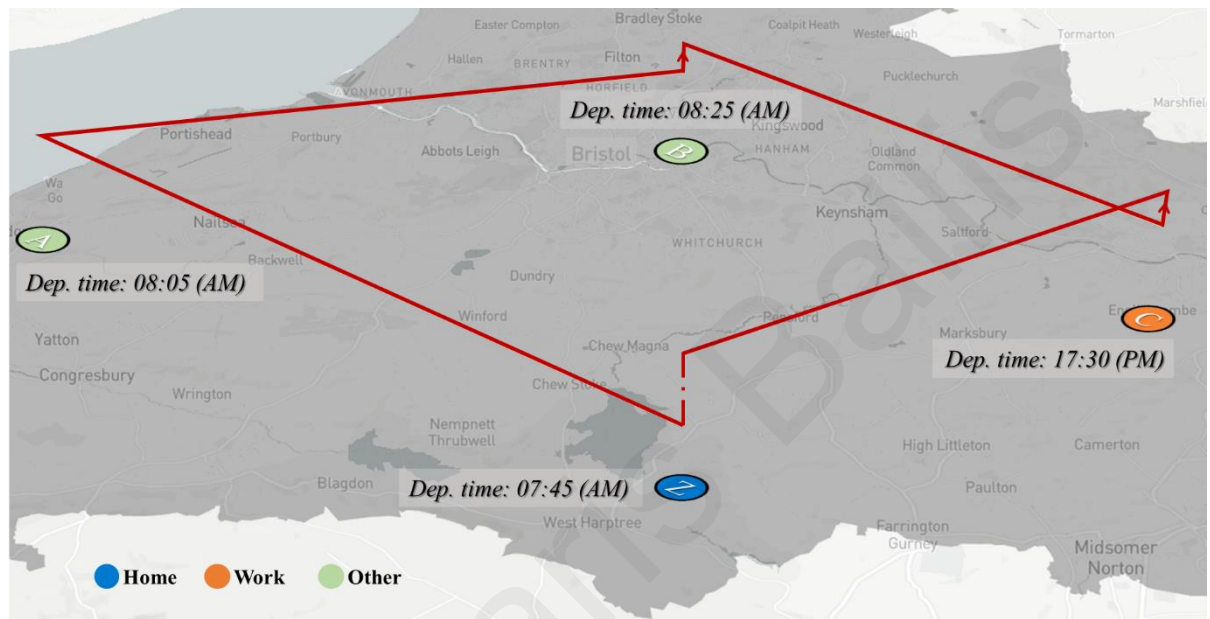 Easter Compton
Bradley Stoke
Coalpit Heath
Westerleigh
Tormarton
Hallen
BRENTRY
Filton
Pucklechurch
VONMOUTH
HORFIELD
Marshfield
Dep. time: 08:25 (AM)
Portishead
Portbury
Kingswood
Abbots Leigh
Bristol
B
HANHAM
Oldland
Common
Wa
Go
Nailsea
Keynsham
Saltford
A
WHITCHURCH
Backwell
Dep. time: 08:05 (AM)
Dundry
Winford
Pensford
C
Yatton
Chew Magna
Marksbury
Dep. time: 17:30 (PM)
Congresbury
Wrington
Chew Stoke
Nempnett
Thrubwell
High Littleton
Camerton
Blagdon
Dep. time: 07:45 (AM)
Z
Paulton
West Harptree
Farrington
Gurney
Midsomer
Norton
Home
Work
Other